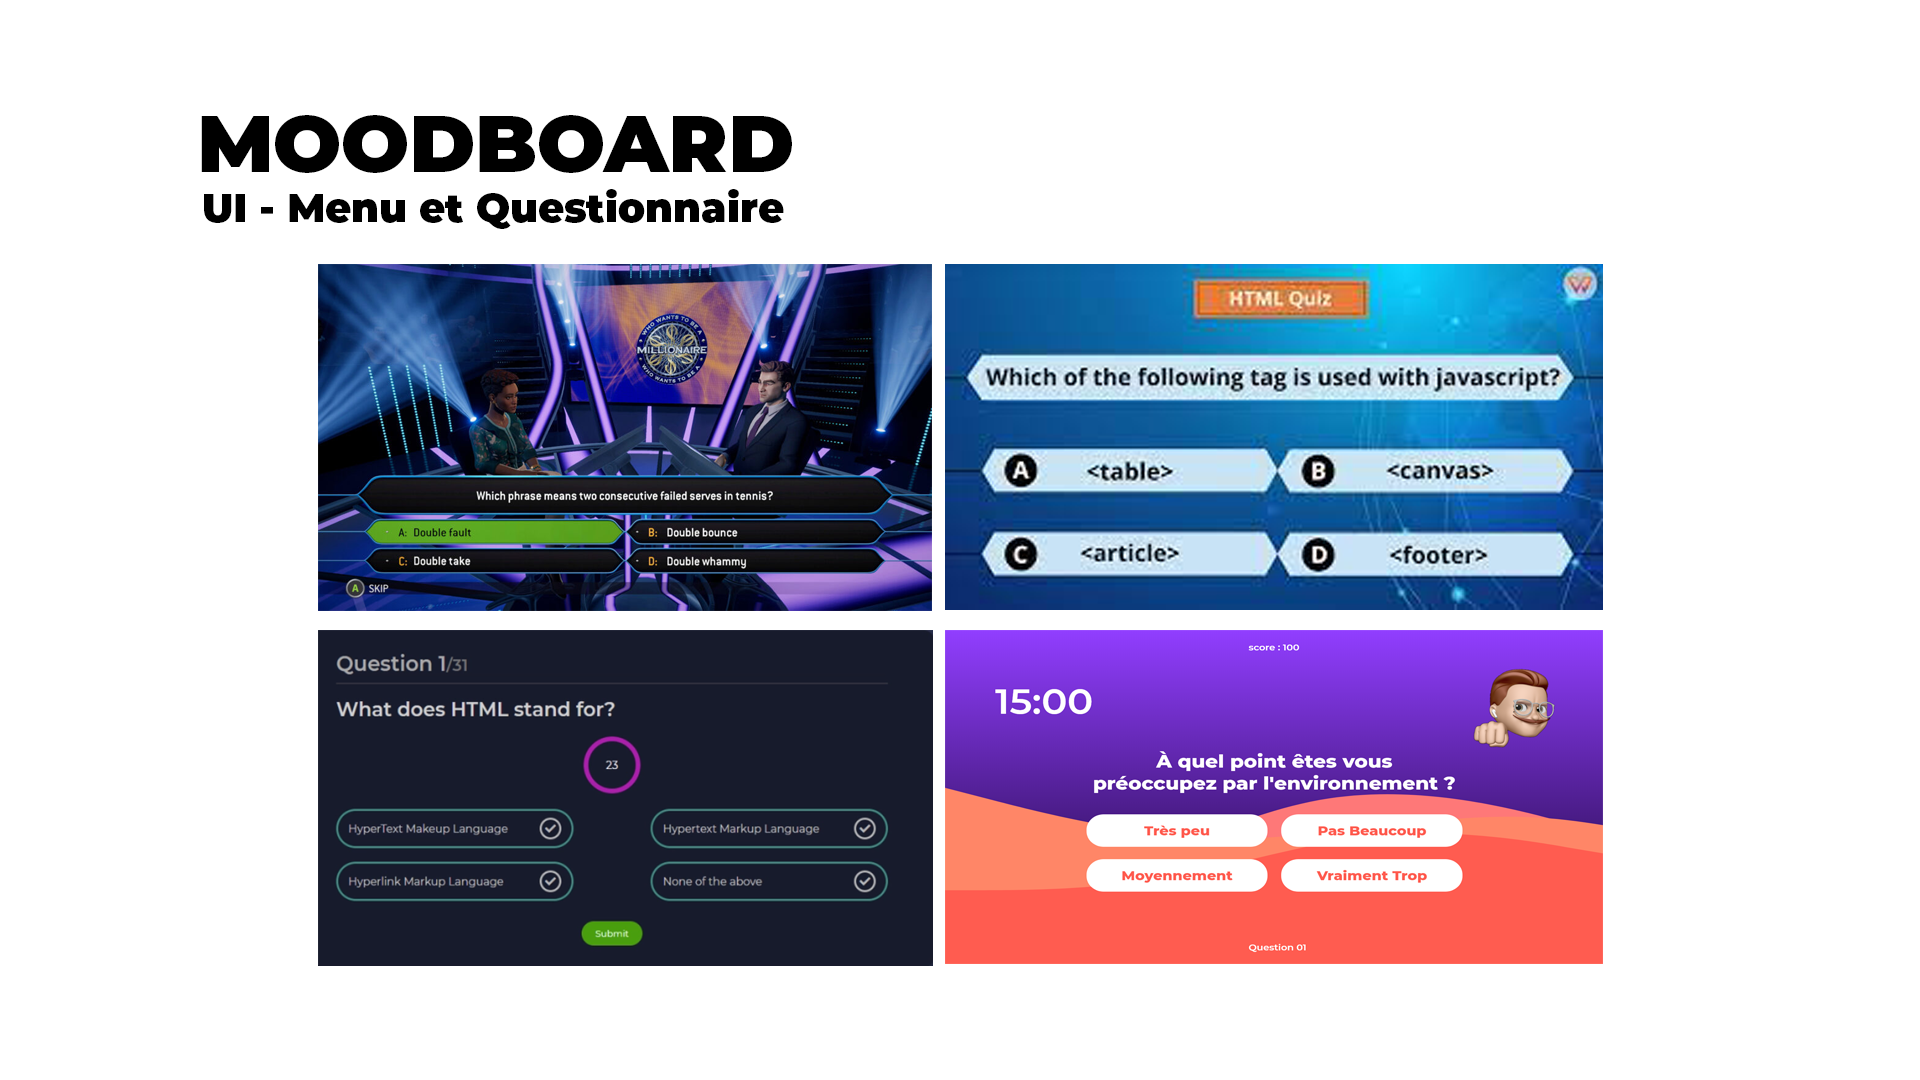 MOODBOARD
UI - Menu et Questionnaire
WHO WANTS TO BE A
MILLIONAIRE
WHO WANTS TO BE A
Which phrase means two consecutive failed serves in tennis?
A: Double fault
B: Double bounce
C: Double take
D: Double whammy
A SKIP
HTML Quiz
W
Which of the following tag is used with javascript?
A <table>
B <canvas>
C <article>
D <footer>
Question 1/31
What does HTML stand for?
23
HyperText Makeup Language
Hypertext Markup Language
Hyperlink Markup Language
None of the above
Submit
score : 100
15:00
À quel point êtes vous
préoccupez par l'environnement ?
Très peu
Pas Beaucoup
Moyennement
Vraiment Trop
Question 01